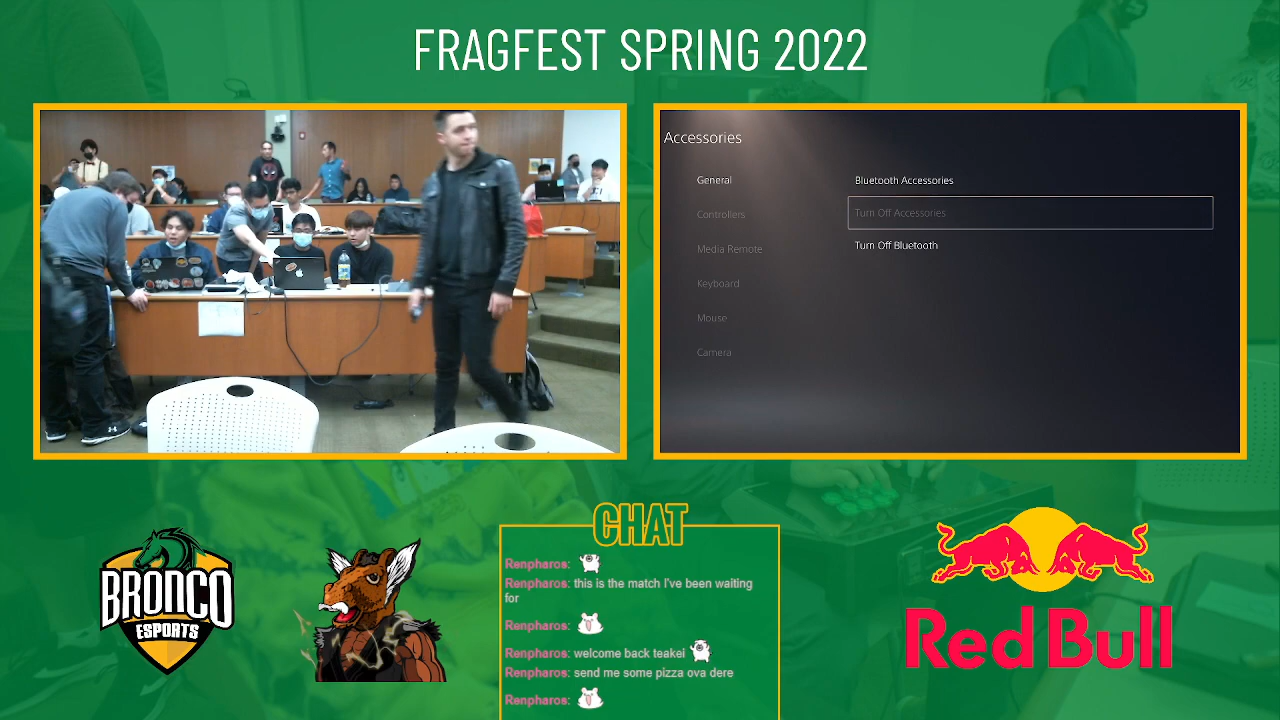 FRAGFEST SPRING 2022
Accessories
General
Controllers
Media Remote
Keyboard
Mouse
Camera
Bluetooth Accessories
Turn Off Accessories
Turn Off Bluetooth
BRONCO
ESPORTS
CHAT
Renpharos:
Renpharos: this is the match I've been waiting
for
Renpharos:
Renpharos: welcome back teakei
Renpharos: send me some pizza ova dere
Renpharos:
Red Bull